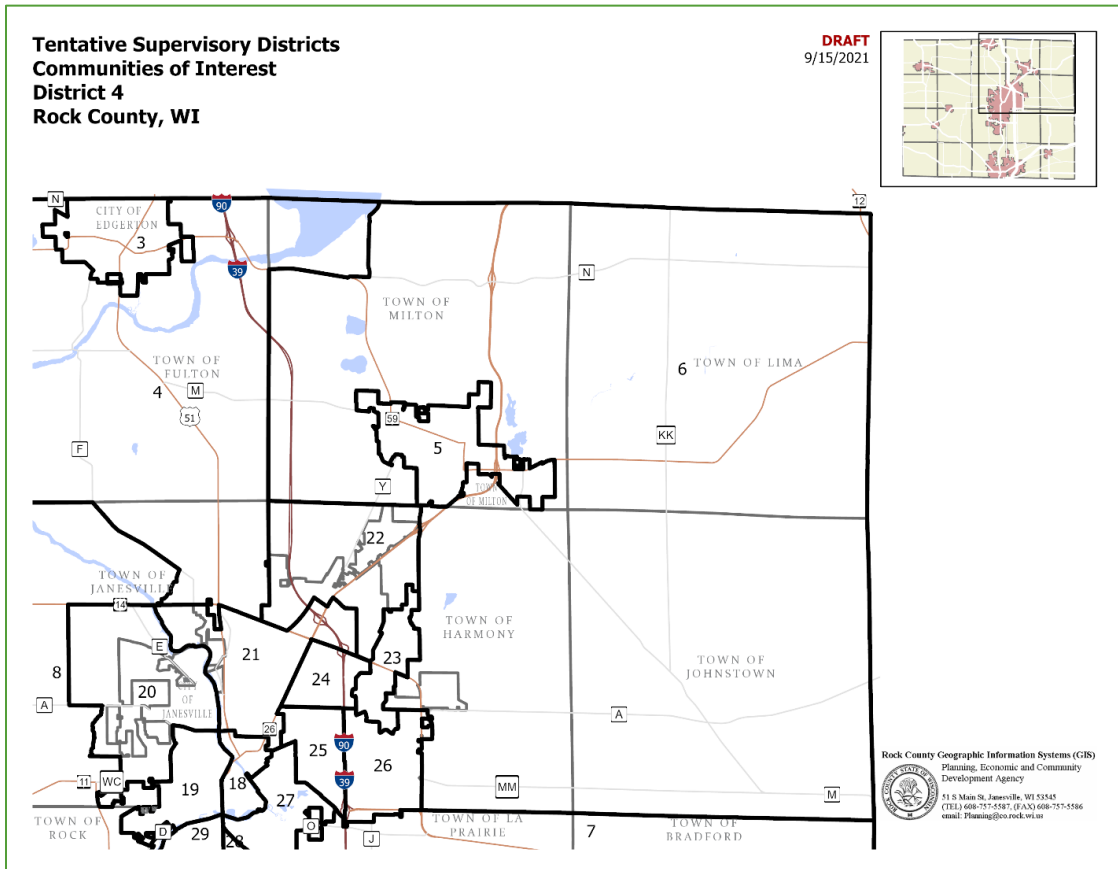 Tentative Supervisory Districts
Communities of Interest
District 4
Rock County, WI
DRAFT
9/15/2021
N
90
12
CITY OF
EDGERTON
3
39
N
TOWN OF
MILTON
TOWN OF
FULTON
6
TOWN OF LIMA
4
M
51
59
5
KK
F
Y
TOWN
OF MILTON
22
TOWN OF
JANESVILLE
14
TOWN OF
HARMONY
E
21
23
TOWN OF
JOHNSTOWN
8
24
20
CITY
OF
JANESVILLE
A
26
A
25
90
26
11
WC
39
19
18
27
MM
M
TOWN OF
ROCK
D
29
28
O
J
TOWN OF LA
PRAIRIE
7
TOWN OF
BRADFORD
Rock County Geographic Information Systems (GIS)
Planning, Economic and Community
Development Agency
51 S Main St, Janesville, WI 53545
(TEL) 608-757-5587, (FAX) 608-757-5586
email: Planning@co.rock.wi.us